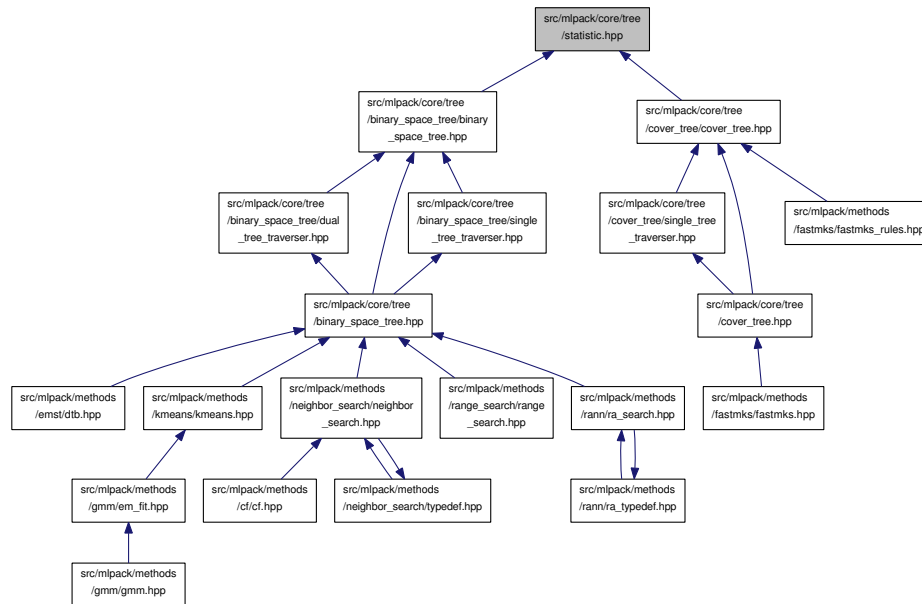 src/mlpack/core/tree
/statistic.hpp
src/mlpack/core/tree
/binary_space_tree/binary
_space_tree.hpp
src/mlpack/core/tree
/cover_tree/cover_tree.hpp
src/mlpack/core/tree
/binary_space_tree/dual
_tree_traverser.hpp
src/mlpack/core/tree
/binary_space_tree/single
_tree_traverser.hpp
src/mlpack/core/tree
/cover_tree/single_tree
_traverser.hpp
src/mlpack/methods
/fastmks/fastmks_rules.hpp
src/mlpack/core/tree
/binary_space_tree.hpp
src/mlpack/core/tree
/cover_tree.hpp
src/mlpack/methods
/emst/dtb.hpp
src/mlpack/methods
/kmeans/kmeans.hpp
src/mlpack/methods
/neighbor_search/neighbor
_search.hpp
src/mlpack/methods
/range_search/range
_search.hpp
src/mlpack/methods
/rann/ra_search.hpp
src/mlpack/methods
/fastmks/fastmks.hpp
src/mlpack/methods
/gmm/em_fit.hpp
src/mlpack/methods
/cf/cf.hpp
src/mlpack/methods
/neighbor_search/typedef.hpp
src/mlpack/methods
/rann/ra_typedef.hpp
src/mlpack/methods
/gmm/gmm.hpp